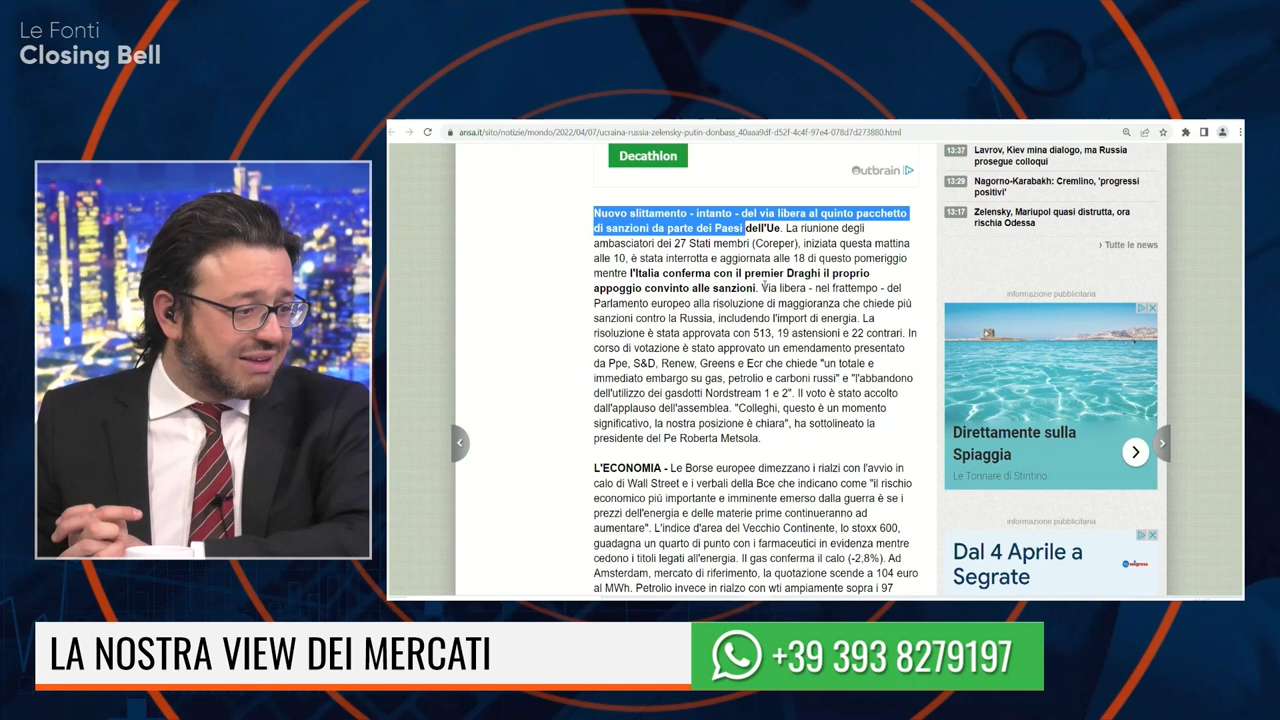 Le Fonti
Closing Bell
ansa.it/sito/notizie/mondo/2022/04/07/ucraina-russia-zelensky-putin-donbass_40aaa9df-d52f-4c4f-97e4-078d7d273880.html
Decathlon
Outbrain
Nuovo slittamento - intanto - del via libera al quinto pacchetto
di sanzioni da parte dei Paesi dell'Ue. La riunione degli
ambasciatori dei 27 Stati membri (Coreper), iniziata questa mattina
alle 10, è stata interrotta e aggiornata alle 18 di questo pomeriggio
mentre l'Italia conferma con il premier Draghi il proprio
appoggio convinto alle sanzioni. Via libera - nel frattempo - del
Parlamento europeo alla risoluzione di maggioranza che chiede più
sanzioni contro la Russia, includendo l'import di energia. La
risoluzione è stata approvata con 513, 19 astensioni e 22 contrari. In
corso di votazione è stato approvato un emendamento presentato
da Ppe, S&D, Renew, Greens e Ecr che chiede "un totale e
immediato embargo su gas, petrolio e carboni russi" e "l'abbandono
dell'utilizzo dei gasdotti Nordstream 1 e 2". Il voto è stato accolto
dall'applauso dell'assemblea. "Colleghi, questo è un momento
significativo, la nostra posizione è chiara", ha sottolineato la
presidente del Pe Roberta Metsola.
L'ECONOMIA - Le Borse europee dimezzano i rialzi con l'avvio in
calo di Wall Street e i verbali della Bce che indicano come "il rischio
economico più importante e imminente emerso dalla guerra è se i
prezzi dell'energia e delle materie prime continueranno ad
aumentare". L'indice d'area del Vecchio Continente, lo stoxx 600,
guadagna un quarto di punto con i farmaceutici in evidenza mentre
cedono i titoli legati all'energia. Il gas conferma il calo (-2,8%). Ad
Amsterdam, mercato di riferimento, la quotazione scende a 104 euro
al MWh. Petrolio invece in rialzo con wti ampiamente sopra i 97
13:37 Lavrov, Kiev mina dialogo, ma Russia
prosegue colloqui
13:29 Nagorno-Karabakh: Cremlino, 'progressi
positivi'
13:17 Zelensky, Mariupol quasi distrutta, ora
rischia Odessa
› Tutte le news
informazione pubblicitaria
Direttamente sulla
Spiaggia
Le Tonnare di Stintino
informazione pubblicitaria
Dal 4 Aprile a
Segrate
LA NOSTRA VIEW DEI MERCATI
+39 393 8279197